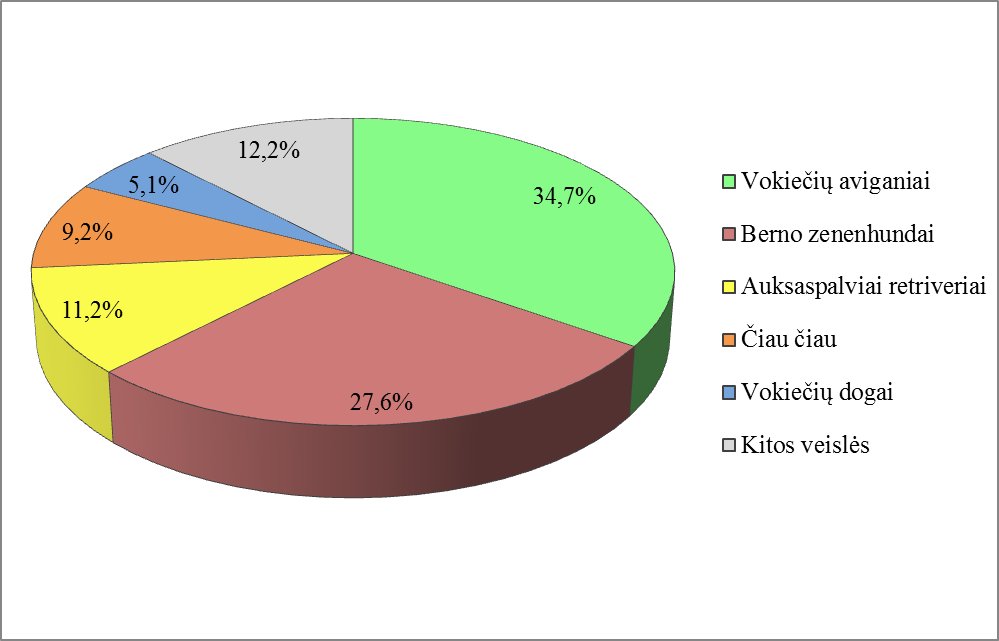 12,2%
5,1%
34,7%
9,2%
11,2%
27,6%
Vokiečių aviganiai
Berno zenenhundai
Auksaspalviai retriveriai
Čiau čiau
Vokiečių dogai
Kitos veislės